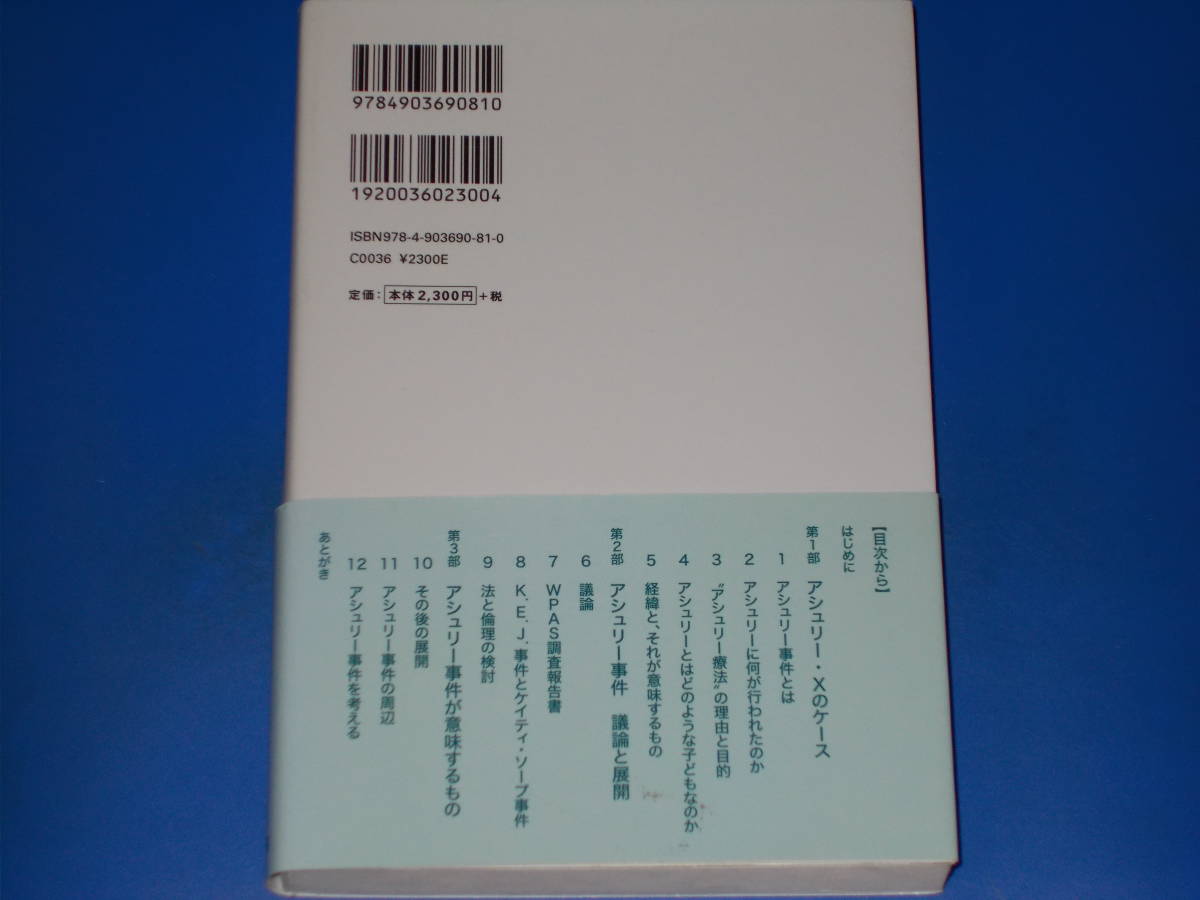 9784903690810
1920036023004
ISBN978-4-903690-81-0
C0036 ¥2300E
定価：本体2,300円＋税
【目次から】
はじめに
第1部 アシュリー・Xのケース
1 アシュリー事件とは
2 アシュリーに何が行われたのか
3 “アシュリー療法”の理由と目的
4 アシュリーとはどのような子どもなのか
5 経緯と、それが意味するもの
第2部 アシュリー事件 議論と展開
6 議論
7 WPAS調査報告書
8 K.E.J.事件とケイティ・ソープ事件
9 法と倫理の検討
第3部 アシュリー事件が意味するもの
10 その後の展開
11 アシュリー事件の周辺
12 アシュリー事件を考える
あとがき